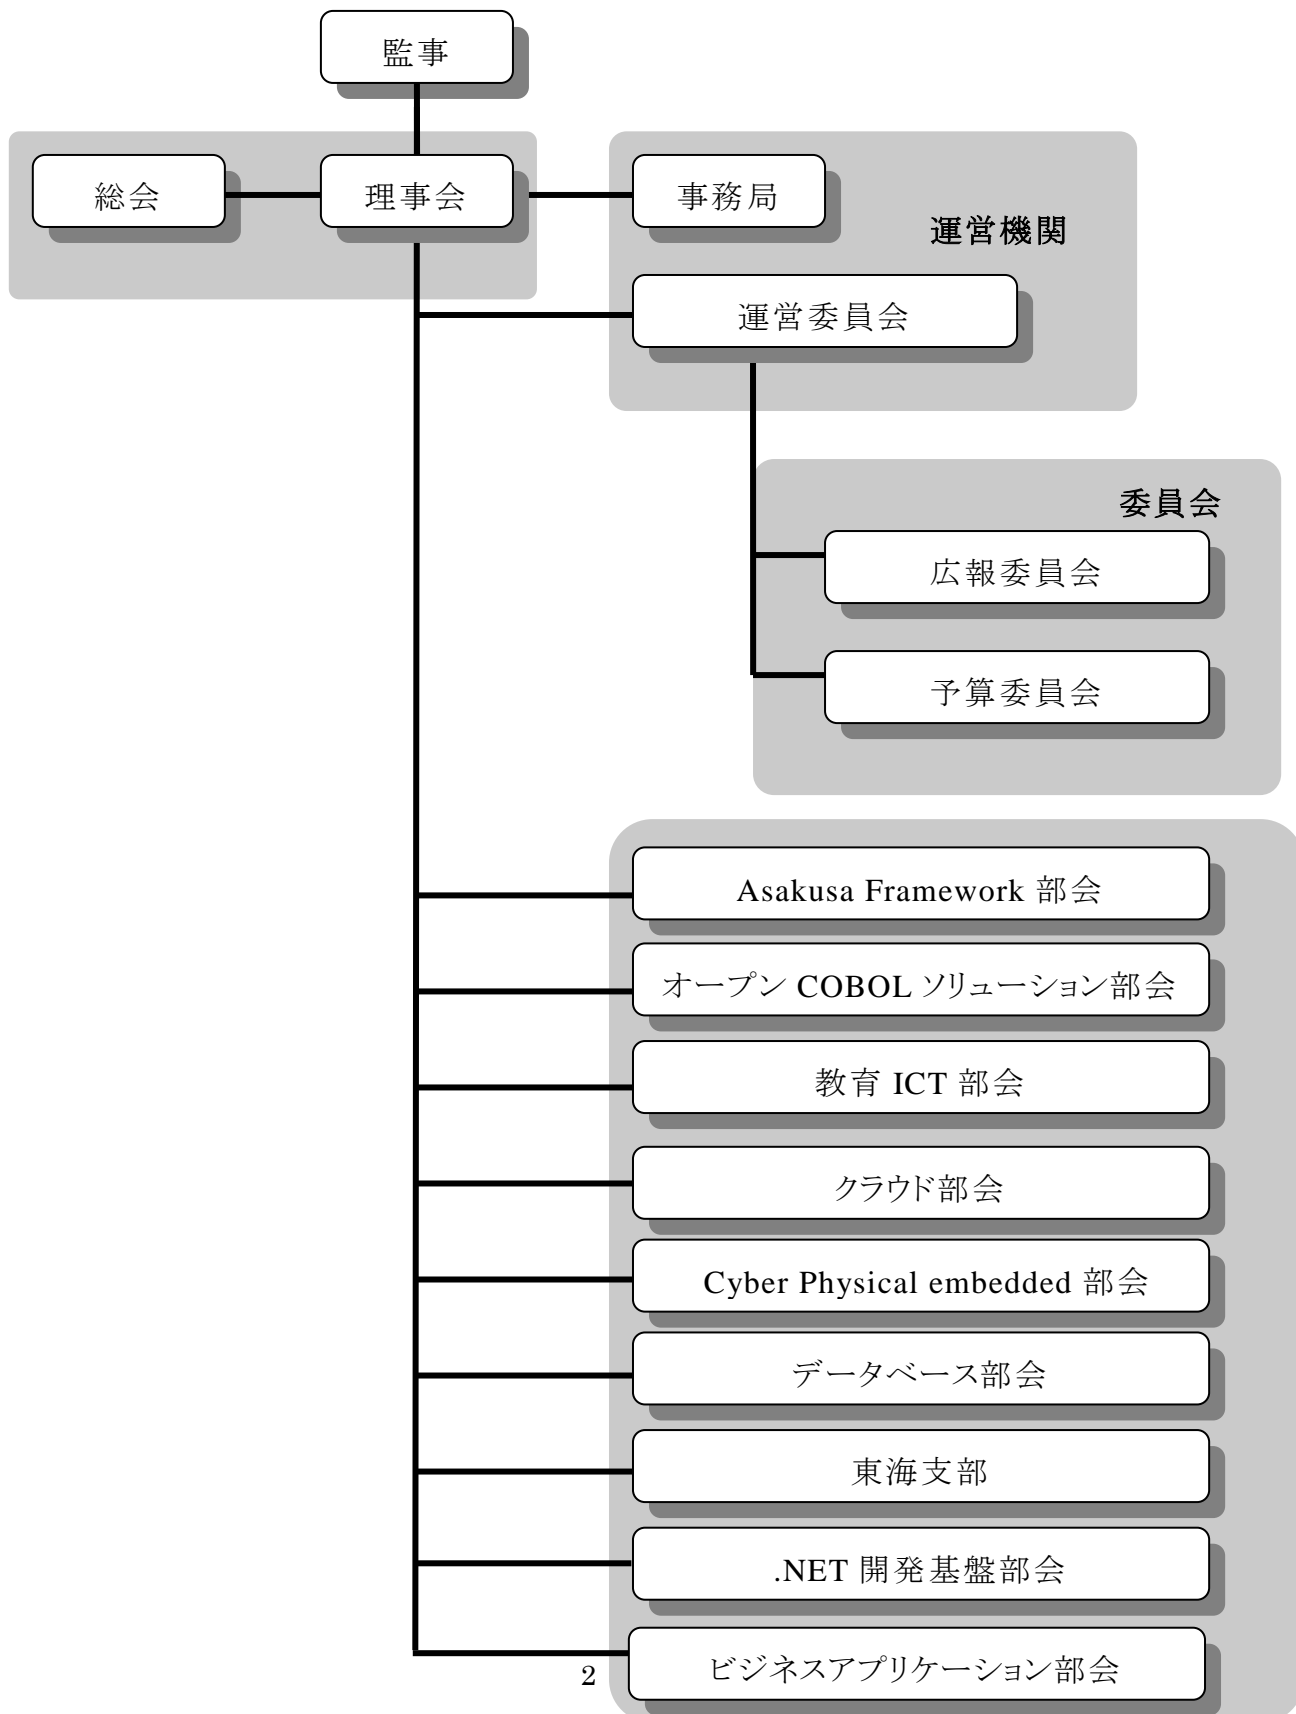 監事
総会
理事会
事務局
運営機関
運営委員会
委員会
広報委員会
予算委員会
Asakusa Framework 部会
オープン COBOL ソリューション部会
教育 ICT 部会
クラウド部会
Cyber Physical embedded 部会
データベース部会
東海支部
.NET 開発基盤部会
ビジネスアプリケーション部会
2